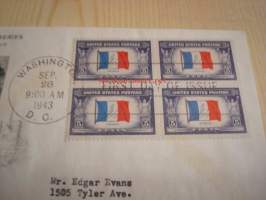 WASHINGTON
SEP.
28
9:00 AM
1943
D. C.
UNITED STATES POSTAGE
UNITED STATES POSTAGE
FIRST DAY OF ISSUE
UNITED STATES POSTAGE
UNITED STATES POSTAGE
Mr. Edgar Evans
1505 Tyler Ave.